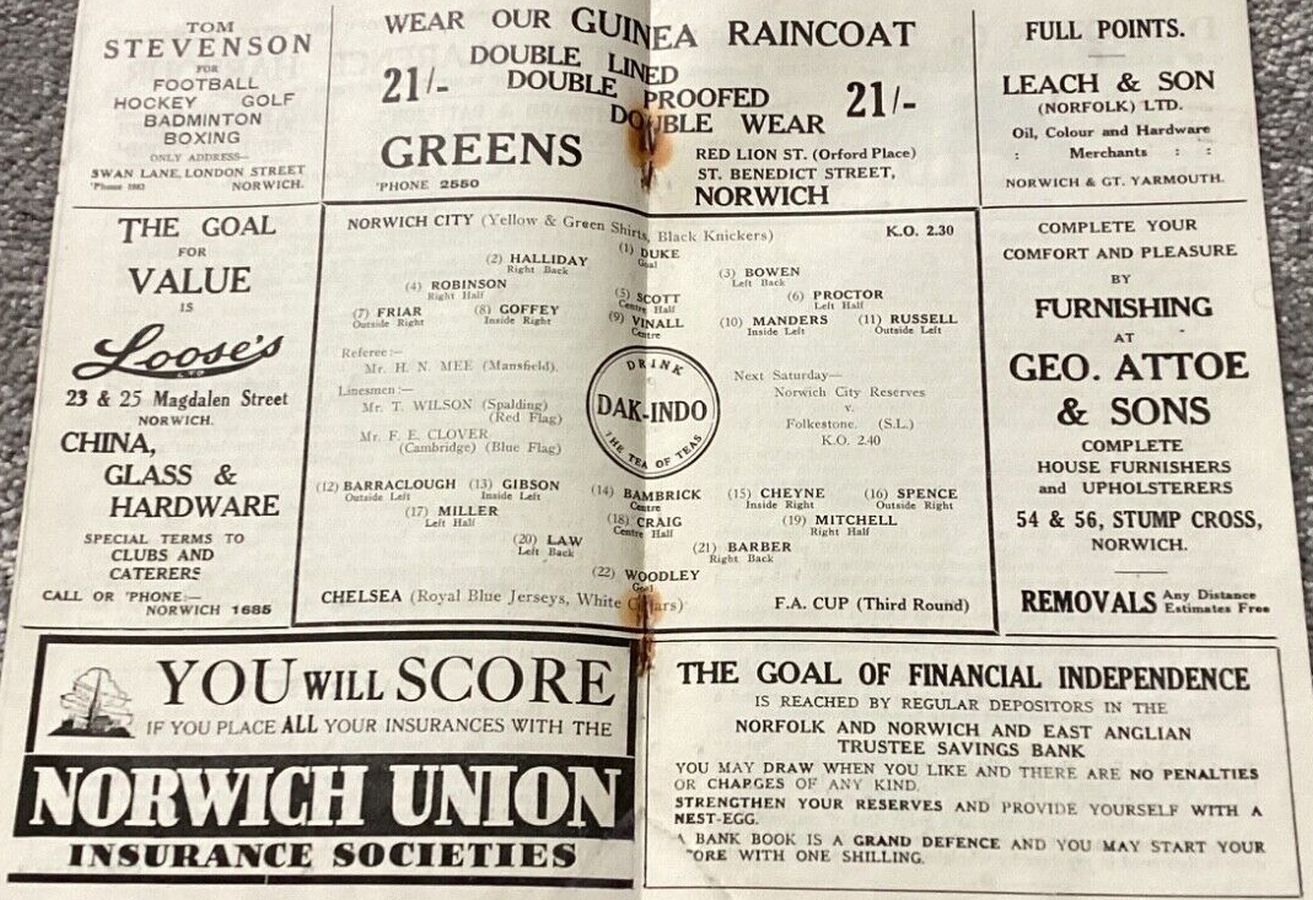 TOM
STEVENSON
FOR
FOOTBALL
HOCKEY GOLF
BADMINTON
BOXING
ONLY ADDRESS—
SWAN LANE, LONDON STREET
'Phone 1983 NORWICH.
WEAR OUR GUINEA RAINCOAT
21/- DOUBLE LINED
DOUBLE PROOFED 21/-
DOUBLE WEAR
GREENS
'PHONE 2550
RED LION ST. (Orford Place)
ST. BENEDICT STREET,
NORWICH
FULL POINTS.
LEACH & SON
(NORFOLK) LTD.
Oil, Colour and Hardware
: Merchants : :
NORWICH & GT. YARMOUTH.
THE GOAL
FOR
VALUE
IS
Loose's
LTD
23 & 25 Magdalen Street
NORWICH.
CHINA,
GLASS &
HARDWARE
SPECIAL TERMS TO
CLUBS AND
CATERERS
CALL OR 'PHONE:—
NORWICH 1685
NORWICH CITY (Yellow & Green Shirts, Black Knickers) K.O. 2.30
(1) DUKE
Goal
(2) HALLIDAY
Right Back
(3) BOWEN
Left Back
(4) ROBINSON
Right Half
(5) SCOTT
Centre Half
(6) PROCTOR
Left Half
(7) FRIAR
Outside Right
(8) GOFFEY
Inside Right
(9) VINALL
Centre
(10) MANDERS
Inside Left
(11) RUSSELL
Outside Left
Referee:—
Mr. H. N. MEE (Mansfield).
Linesmen:—
Mr. T. WILSON (Spalding)
(Red Flag)
Mr. F. E. CLOVER
(Cambridge) (Blue Flag)
DRINK
DAK-INDO
THE TEA OF TEAS
Next Saturday—
Norwich City Reserves
v.
Folkestone. (S.L.)
K.O. 2.40
(12) BARRACLOUGH
Outside Left
(13) GIBSON
Inside Left
(14) BAMBRICK
Centre
(15) CHEYNE
Inside Right
(16) SPENCE
Outside Right
(17) MILLER
Left Half
(18) CRAIG
Centre Half
(19) MITCHELL
Right Half
(20) LAW
Left Back
(21) BARBER
Right Back
(22) WOODLEY
Goal
CHELSEA (Royal Blue Jerseys, White F.A. CUP (Third Round)
COMPLETE YOUR
COMFORT AND PLEASURE
BY
FURNISHING
AT
GEO. ATTOE
& SONS
COMPLETE
HOUSE FURNISHERS
and UPHOLSTERERS
54 & 56, STUMP CROSS,
NORWICH.
REMOVALS Any Distance
Estimates Free
YOU WILL SCORE
IF YOU PLACE ALL YOUR INSURANCES WITH THE
NORWICH UNION
INSURANCE SOCIETIES
THE GOAL OF FINANCIAL INDEPENDENCE
IS REACHED BY REGULAR DEPOSITORS IN THE
NORFOLK AND NORWICH AND EAST ANGLIAN
TRUSTEE SAVINGS BANK
YOU MAY DRAW WHEN YOU LIKE AND THERE ARE NO PENALTIES
OR CHARGES OF ANY KIND.
STRENGTHEN YOUR RESERVES AND PROVIDE YOURSELF WITH A
NEST-EGG.
A BANK BOOK IS A GRAND DEFENCE AND YOU MAY START YOUR
WITH ONE SHILLING.